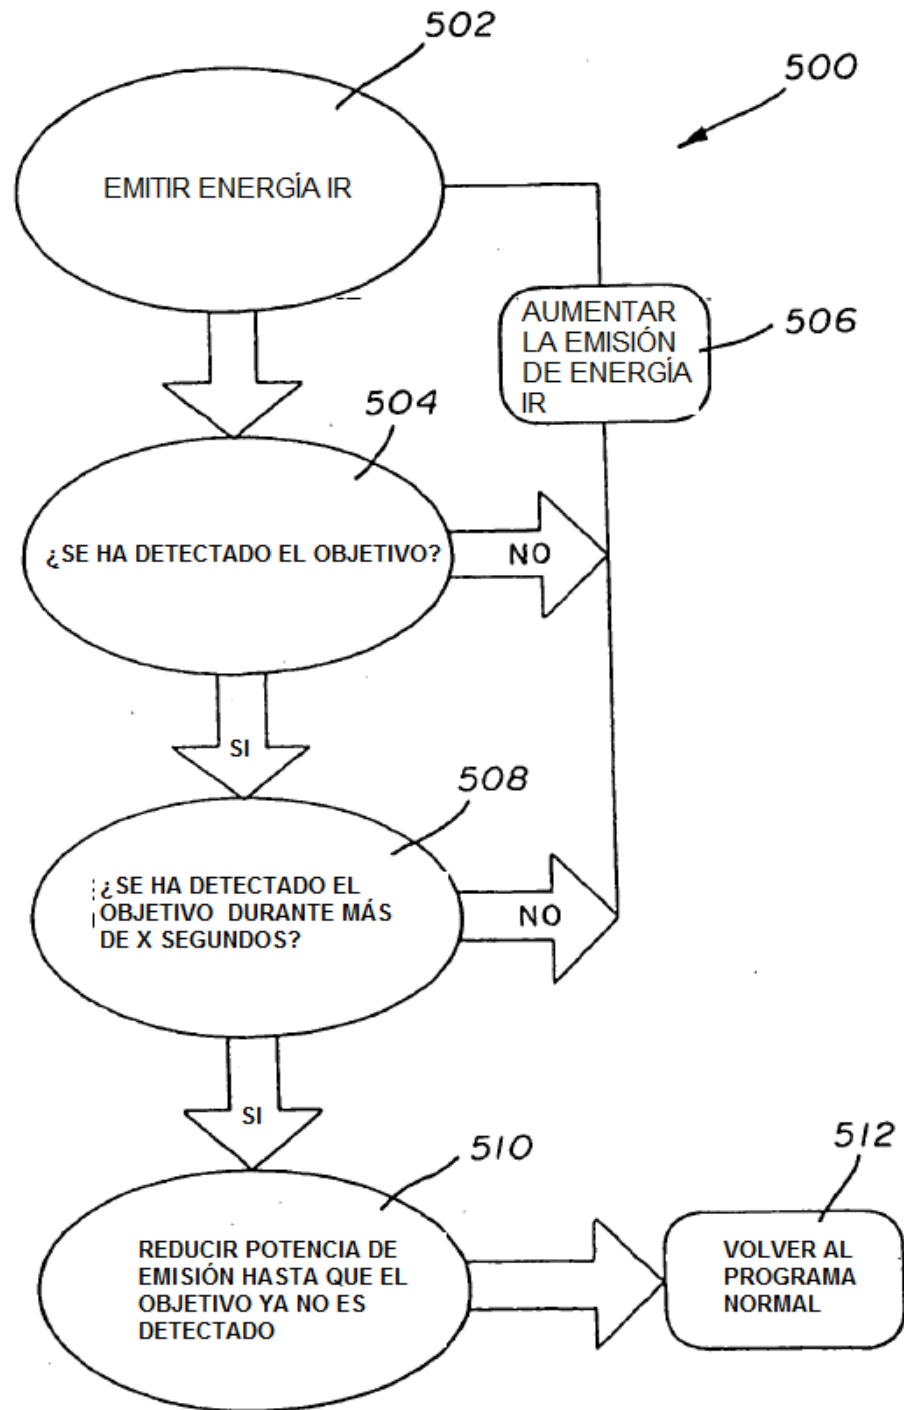 502
500
EMITIR ENERGÍA IR
AUMENTAR
LA EMISIÓN
DE ENERGÍA
IR
506
504
¿SE HA DETECTADO EL OBJETIVO?
NO
SI
508
¿SE HA DETECTADO EL
OBJETIVO DURANTE MÁS
DE X SEGUNDOS?
NO
SI
510
512
REDUCIR POTENCIA DE
EMISIÓN HASTA QUE EL
OBJETIVO YA NO ES
DETECTADO
VOLVER AL
PROGRAMA
NORMAL